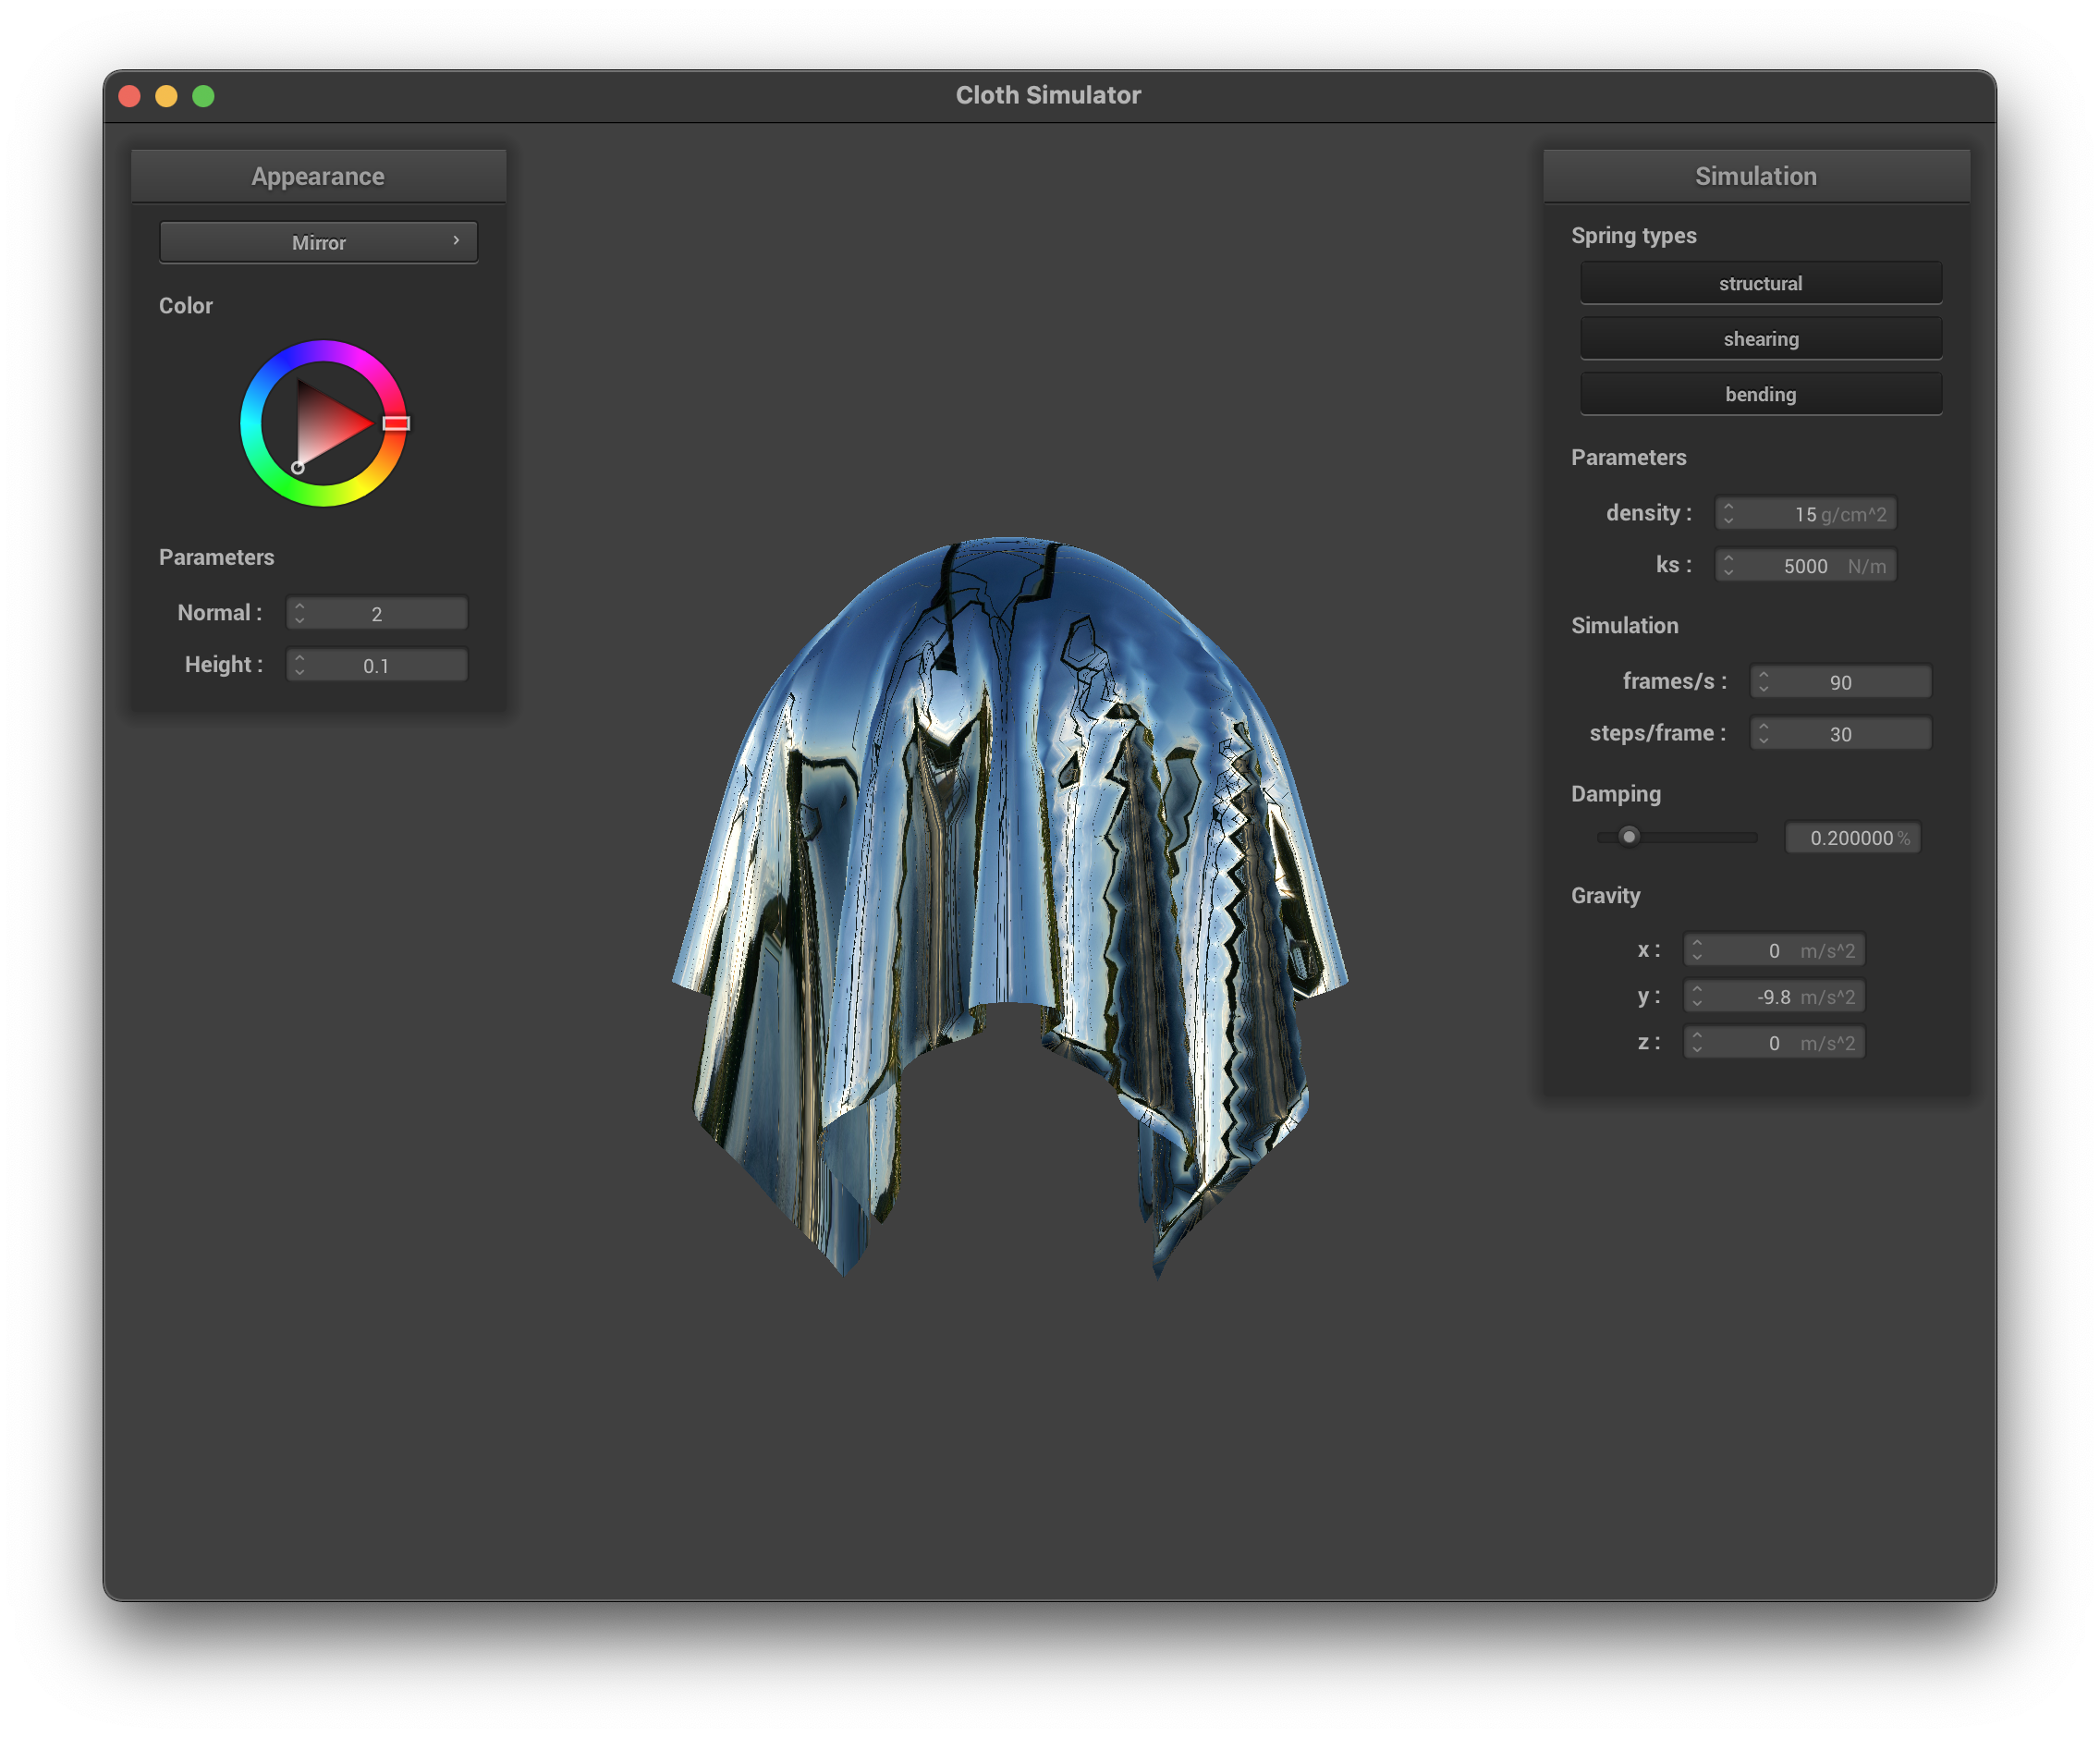 Cloth Simulator
Appearance
Mirror
Color
Parameters
Normal : 2
Height : 0.1
Simulation
Spring types
structural
shearing
bending
Parameters
density : 15 g/cm^2
ks : 5000 N/m
Simulation
frames/s : 90
steps/frame : 30
Damping
0.200000 %
Gravity
x : 0 m/s^2
y : -9.8 m/s^2
z : 0 m/s^2